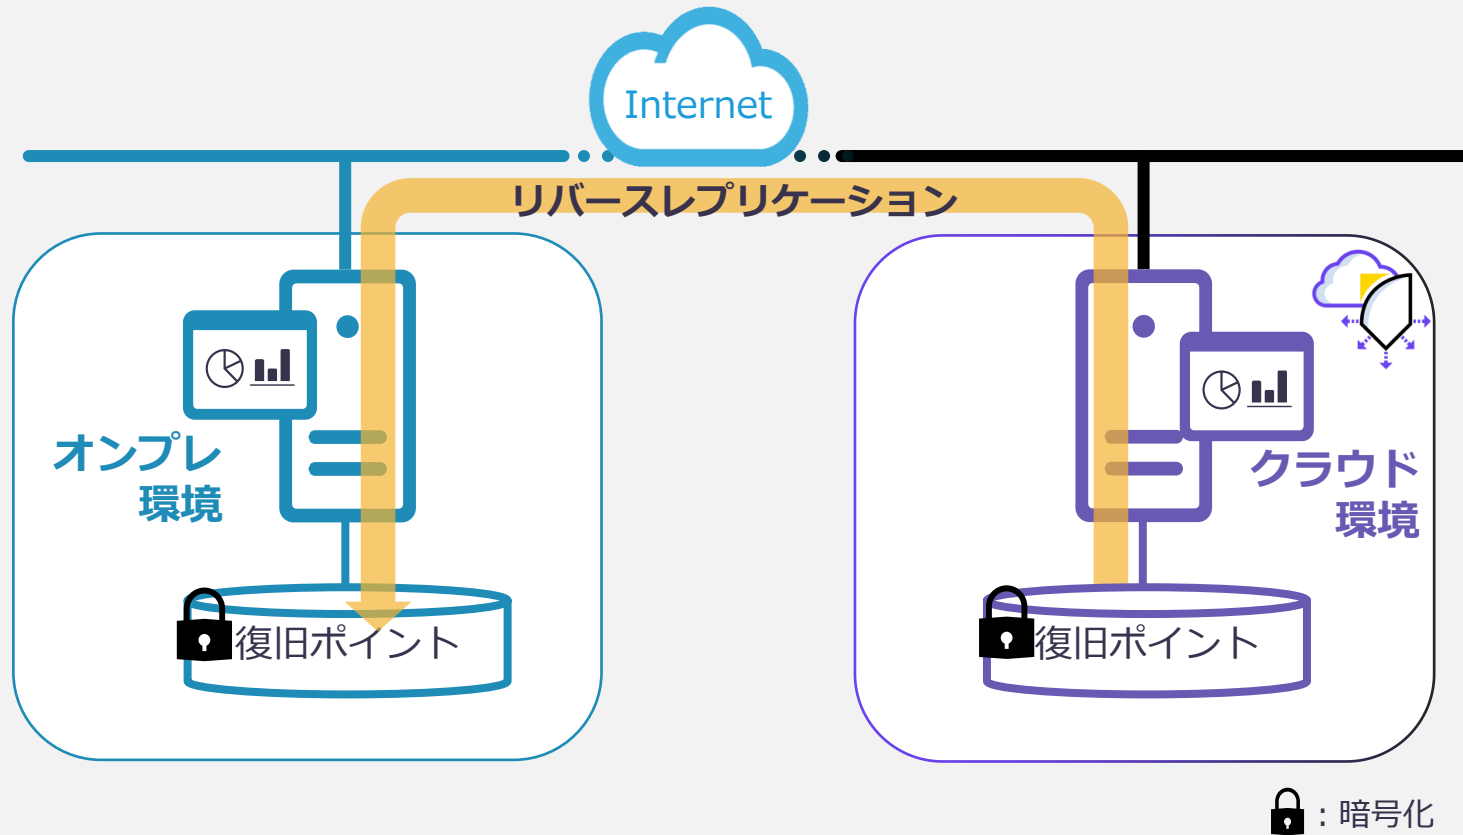 Internet
リバースレプリケーション
オンプレ
環境
クラウド
環境
復旧ポイント
復旧ポイント
：暗号化